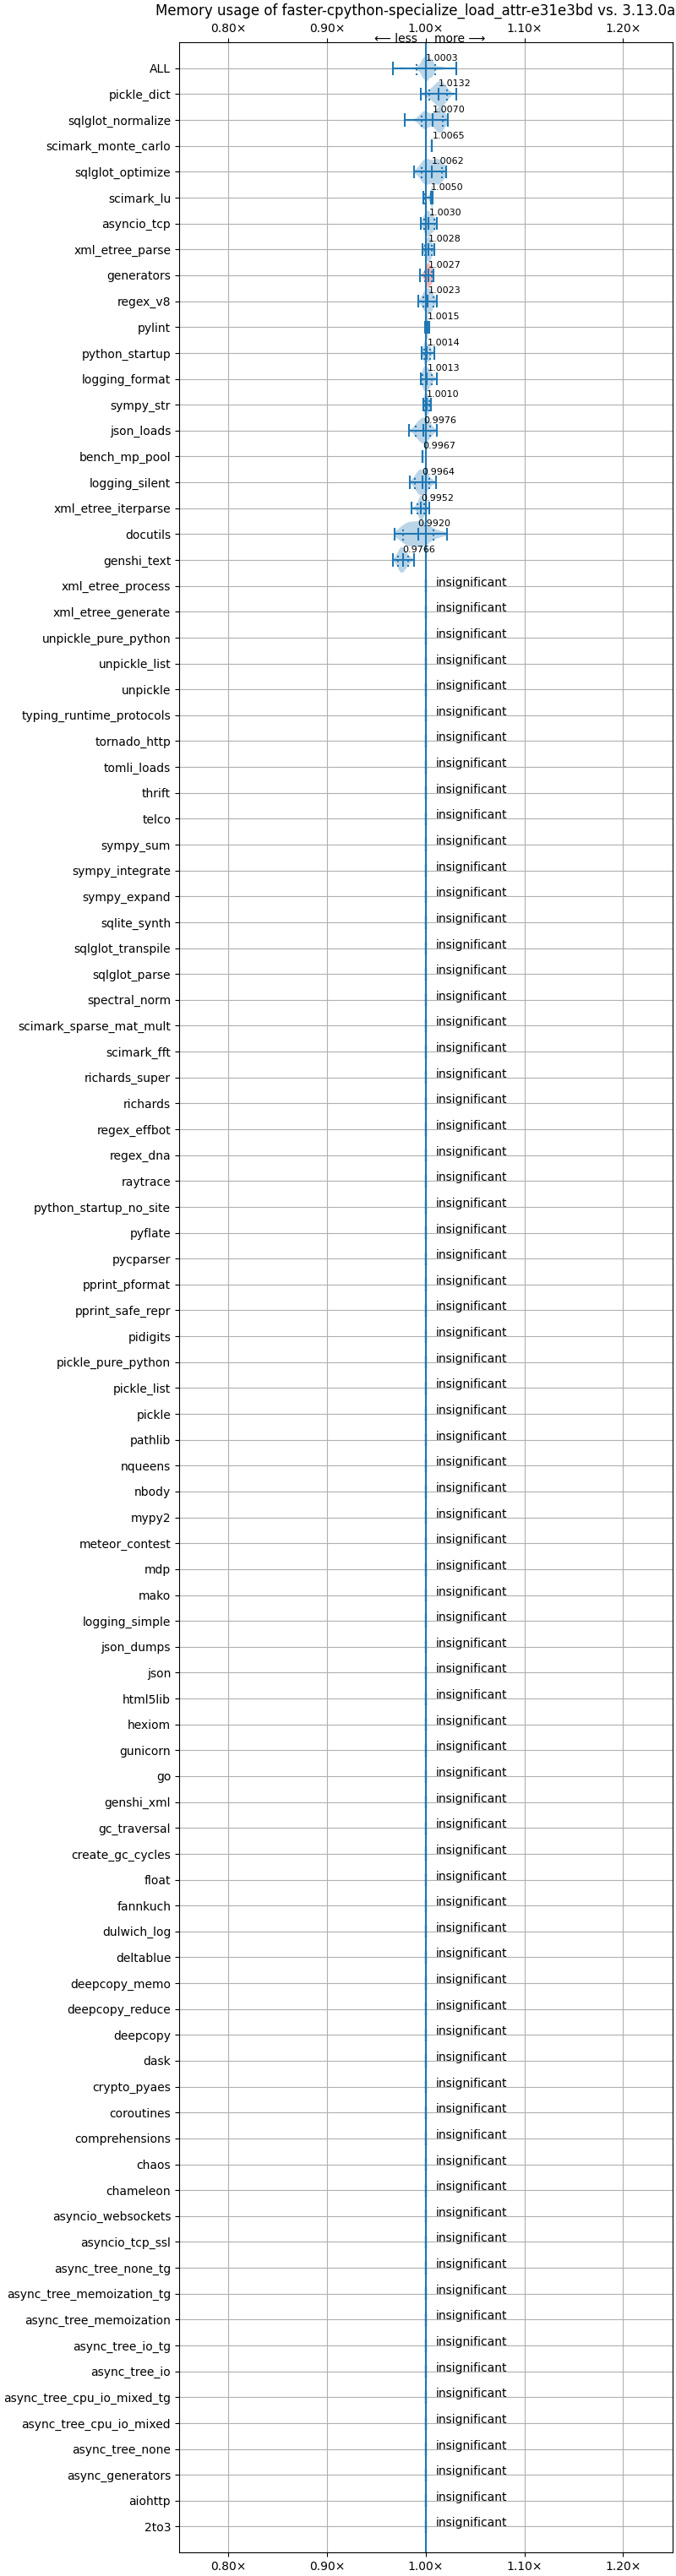 Memory usage of faster-cpython-specialize_load_attr-e31e3bd vs. 3.13.0a
0.80× 0.90× 1.00× 1.10× 1.20×
⟵ less more ⟶
ALL 1.0003
pickle_dict 1.0132
sqlglot_normalize 1.0070
scimark_monte_carlo 1.0065
sqlglot_optimize 1.0062
scimark_lu 1.0050
asyncio_tcp 1.0030
xml_etree_parse 1.0028
generators 1.0027
regex_v8 1.0023
pylint 1.0015
python_startup 1.0014
logging_format 1.0013
sympy_str 1.0010
json_loads 0.9976
bench_mp_pool 0.9967
logging_silent 0.9964
xml_etree_iterparse 0.9952
docutils 0.9920
genshi_text 0.9766
xml_etree_process insignificant
xml_etree_generate insignificant
unpickle_pure_python insignificant
unpickle_list insignificant
unpickle insignificant
typing_runtime_protocols insignificant
tornado_http insignificant
tomli_loads insignificant
thrift insignificant
telco insignificant
sympy_sum insignificant
sympy_integrate insignificant
sympy_expand insignificant
sqlite_synth insignificant
sqlglot_transpile insignificant
sqlglot_parse insignificant
spectral_norm insignificant
scimark_sparse_mat_mult insignificant
scimark_fft insignificant
richards_super insignificant
richards insignificant
regex_effbot insignificant
regex_dna insignificant
raytrace insignificant
python_startup_no_site insignificant
pyflate insignificant
pycparser insignificant
pprint_pformat insignificant
pprint_safe_repr insignificant
pidigits insignificant
pickle_pure_python insignificant
pickle_list insignificant
pickle insignificant
pathlib insignificant
nqueens insignificant
nbody insignificant
mypy2 insignificant
meteor_contest insignificant
mdp insignificant
mako insignificant
logging_simple insignificant
json_dumps insignificant
json insignificant
html5lib insignificant
hexiom insignificant
gunicorn insignificant
go insignificant
genshi_xml insignificant
gc_traversal insignificant
create_gc_cycles insignificant
float insignificant
fannkuch insignificant
dulwich_log insignificant
deltablue insignificant
deepcopy_memo insignificant
deepcopy_reduce insignificant
deepcopy insignificant
dask insignificant
crypto_pyaes insignificant
coroutines insignificant
comprehensions insignificant
chaos insignificant
chameleon insignificant
asyncio_websockets insignificant
asyncio_tcp_ssl insignificant
async_tree_none_tg insignificant
async_tree_memoization_tg insignificant
async_tree_memoization insignificant
async_tree_io_tg insignificant
async_tree_io insignificant
async_tree_cpu_io_mixed_tg insignificant
async_tree_cpu_io_mixed insignificant
async_tree_none insignificant
async_generators insignificant
aiohttp insignificant
2to3 insignificant
0.80× 0.90× 1.00× 1.10× 1.20×